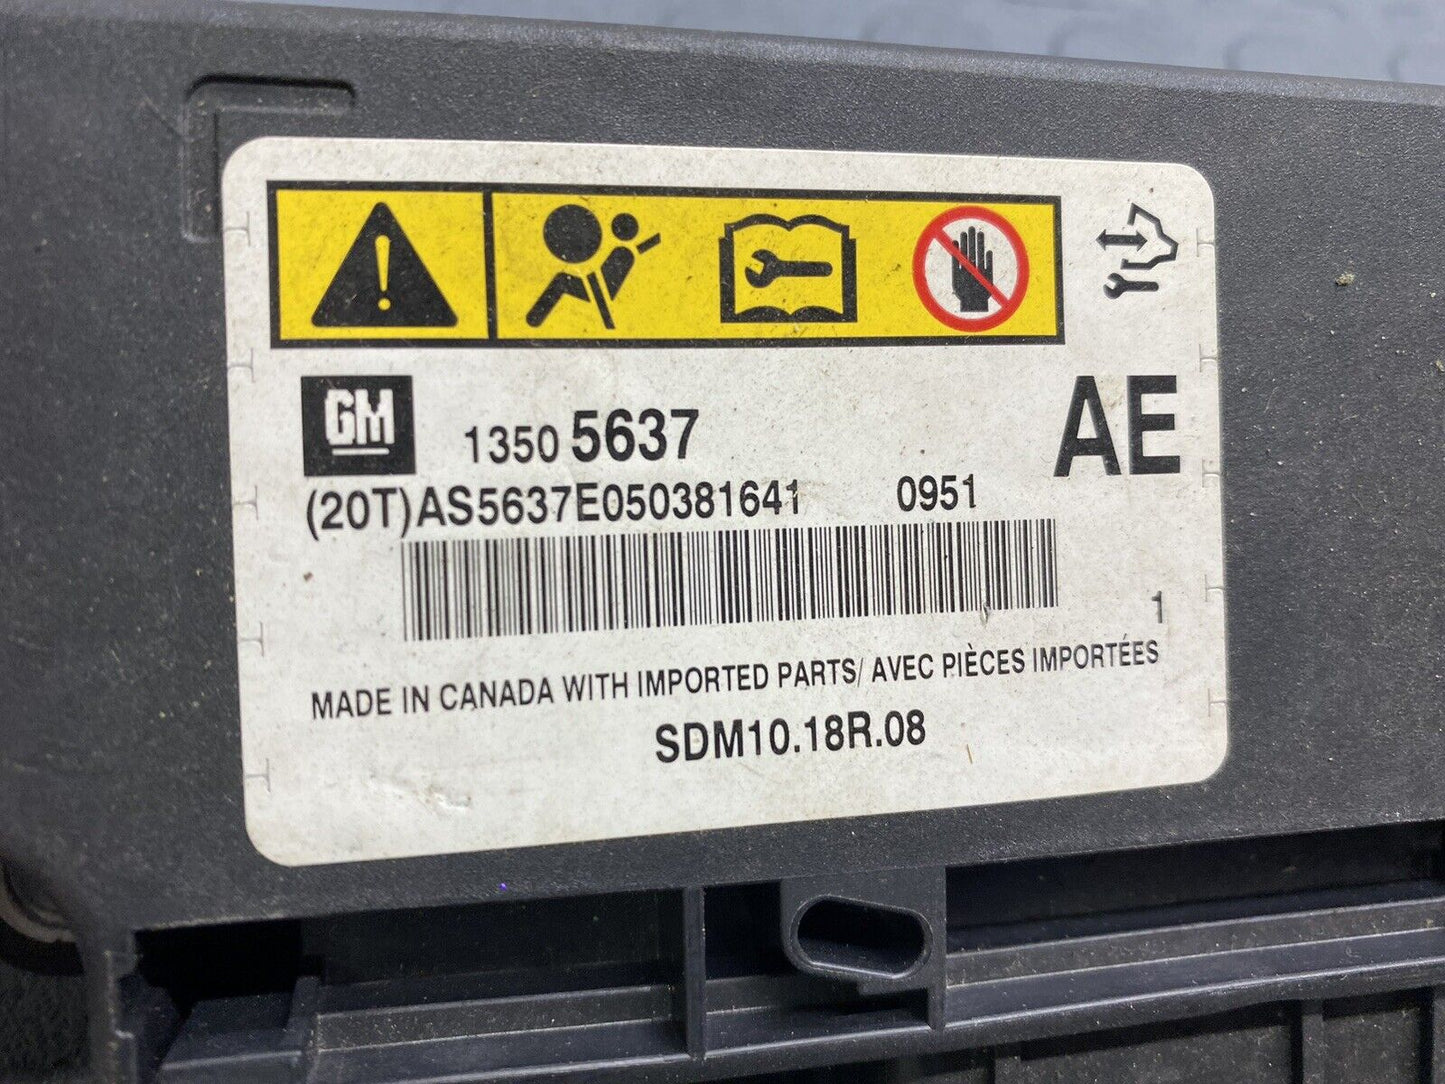 GM 1350 5637 AE
(20T)AS5637E050381641 0951
1
MADE IN CANADA WITH IMPORTED PARTS/ AVEC PIÈCES IMPORTÉES
SDM10.18R.08